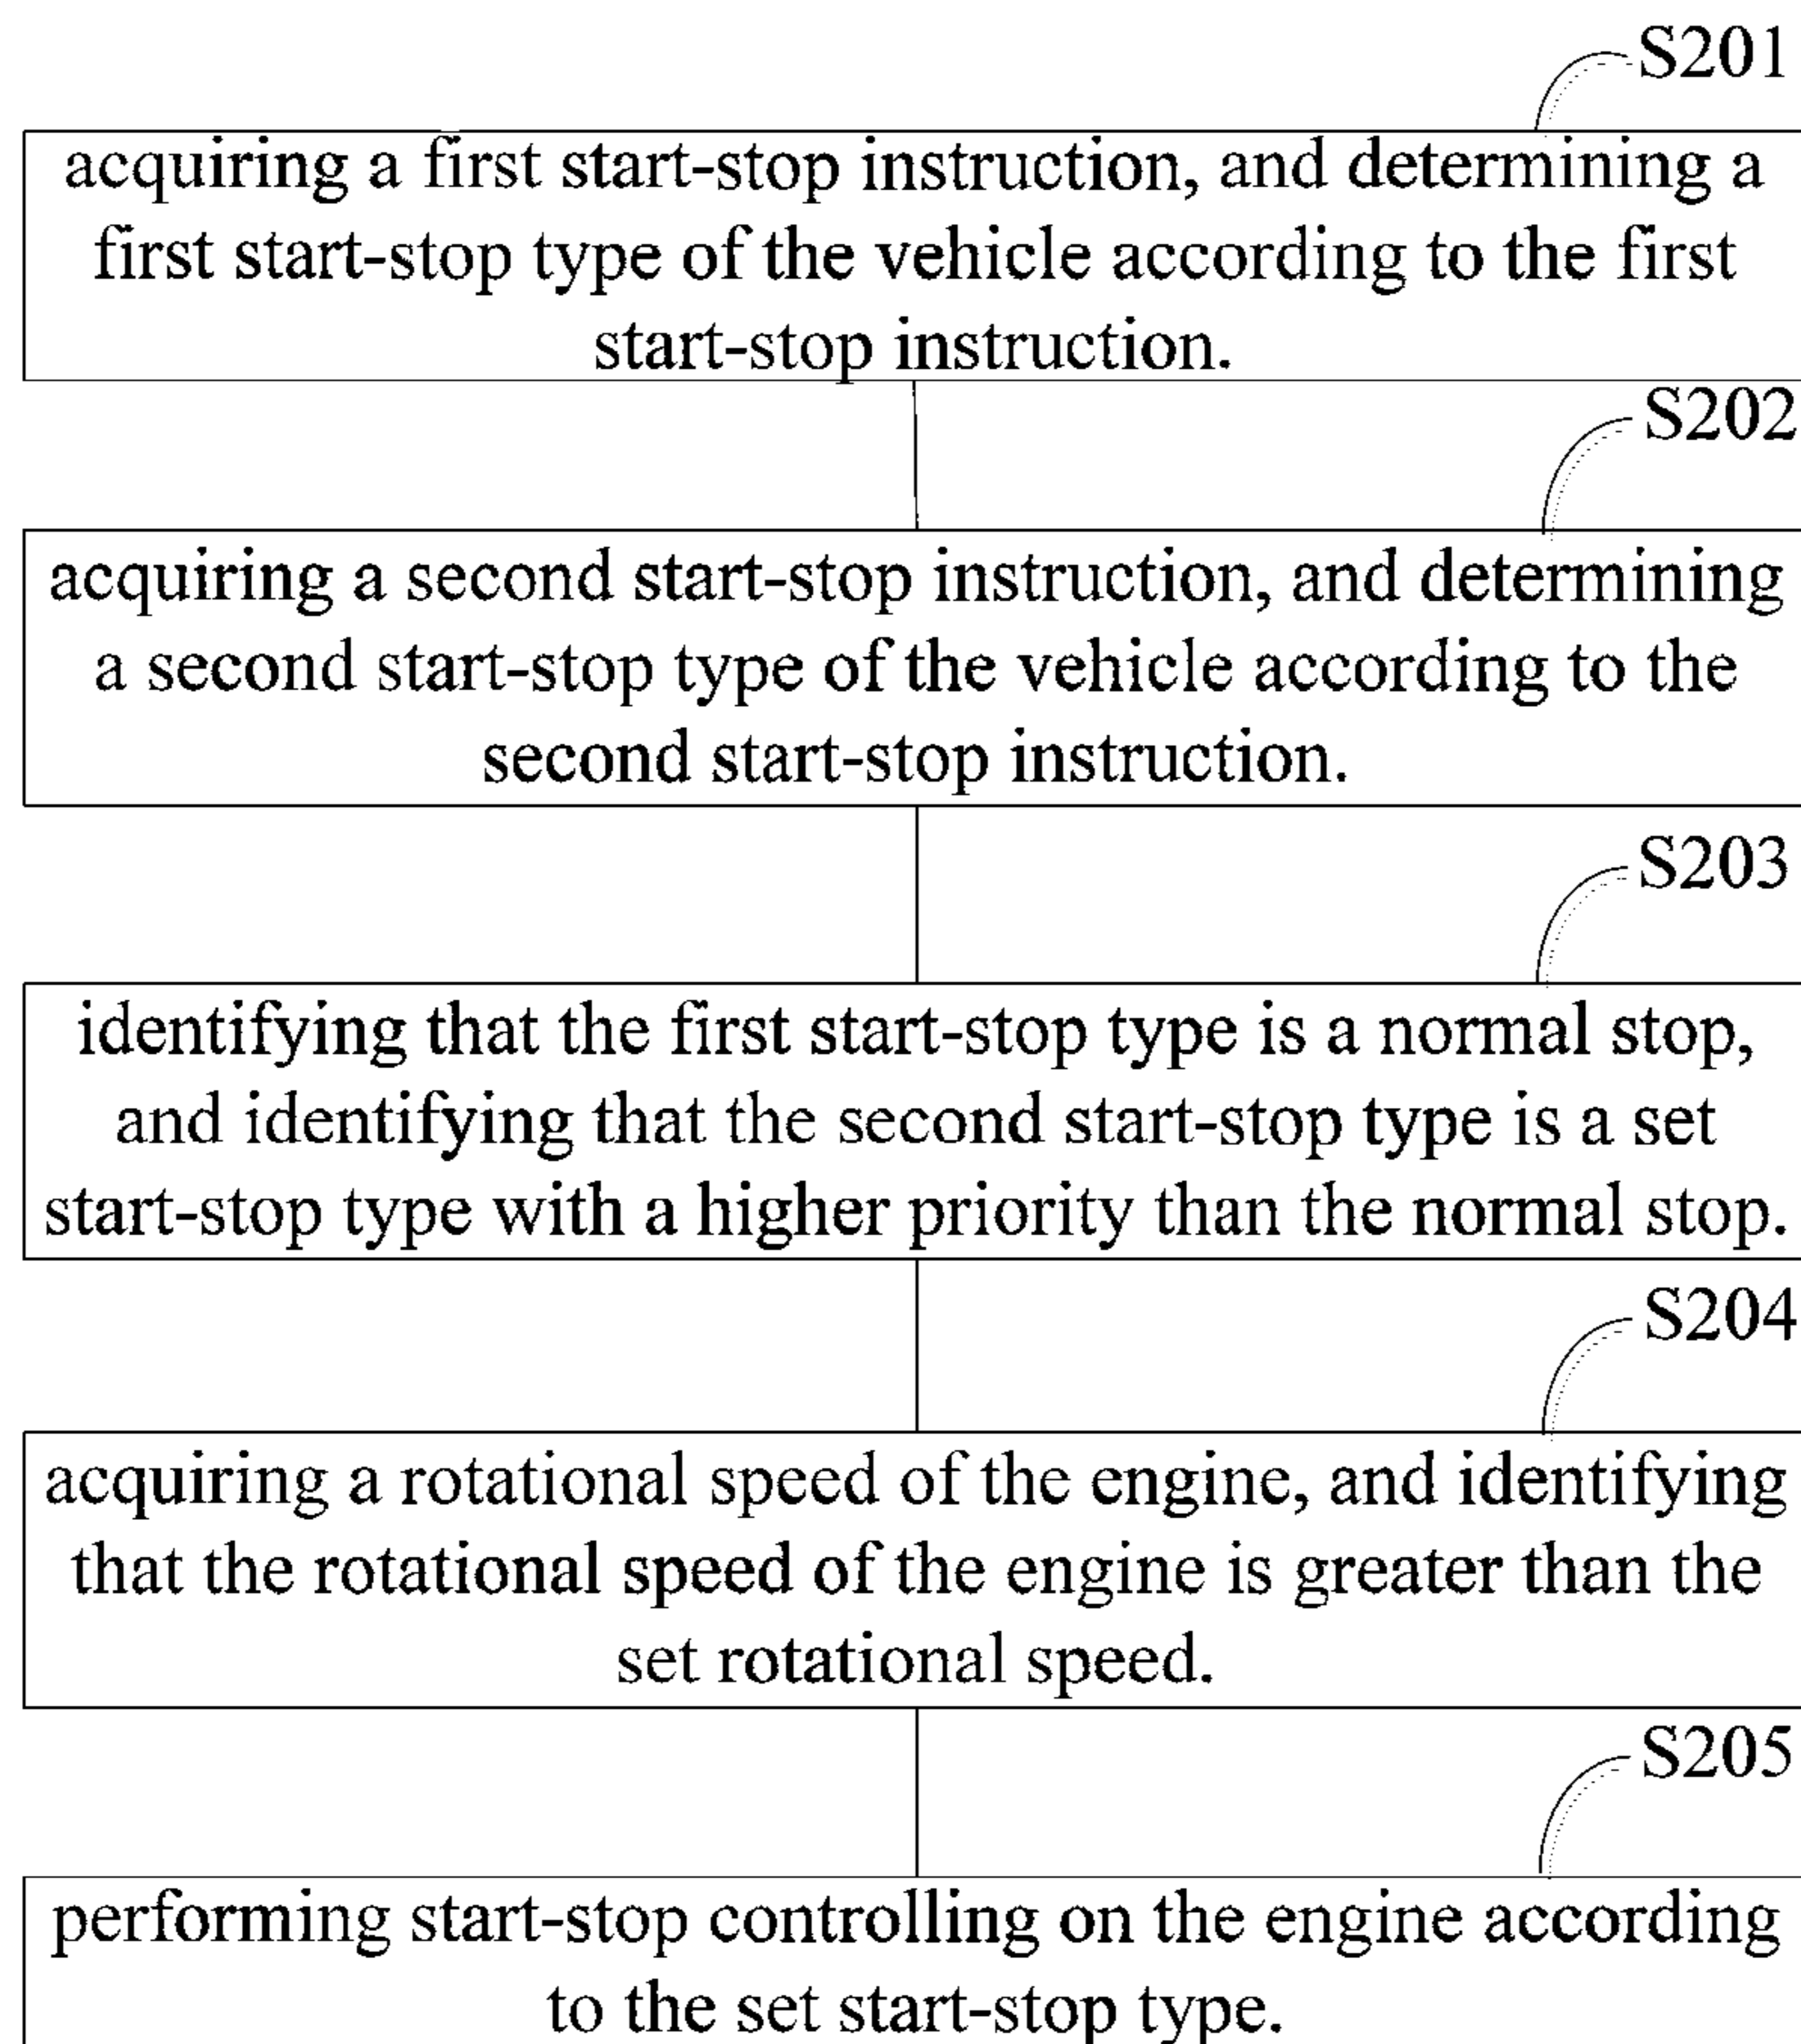 S201
acquiring a first start-stop instruction, and determining a
first start-stop type of the vehicle according to the first
start-stop instruction.
S202
acquiring a second start-stop instruction, and determining
a second start-stop type of the vehicle according to the
second start-stop instruction.
S203
identifying that the first start-stop type is a normal stop,
and identifying that the second start-stop type is a set
start-stop type with a higher priority than the normal stop.
S204
acquiring a rotational speed of the engine, and identifying
that the rotational speed of the engine is greater than the
set rotational speed.
S205
performing start-stop controlling on the engine according
to the set start-stop type.